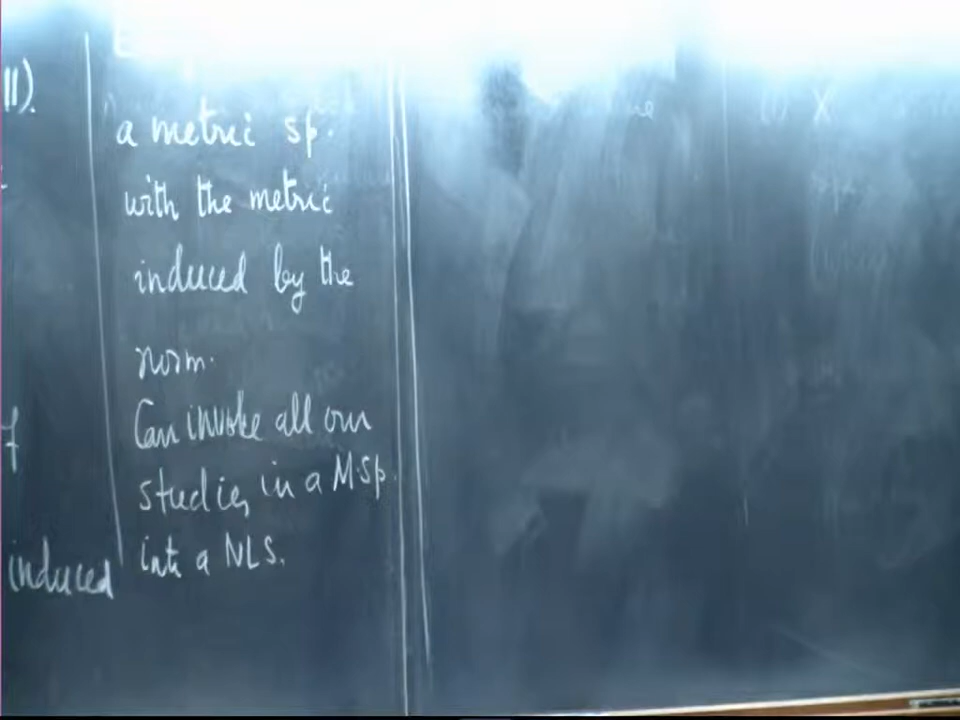 II).
a metric sp.
with the metric
induced by the
norm.
Can invoke all our
studies in a M.Sp.
into a NLS.
induced